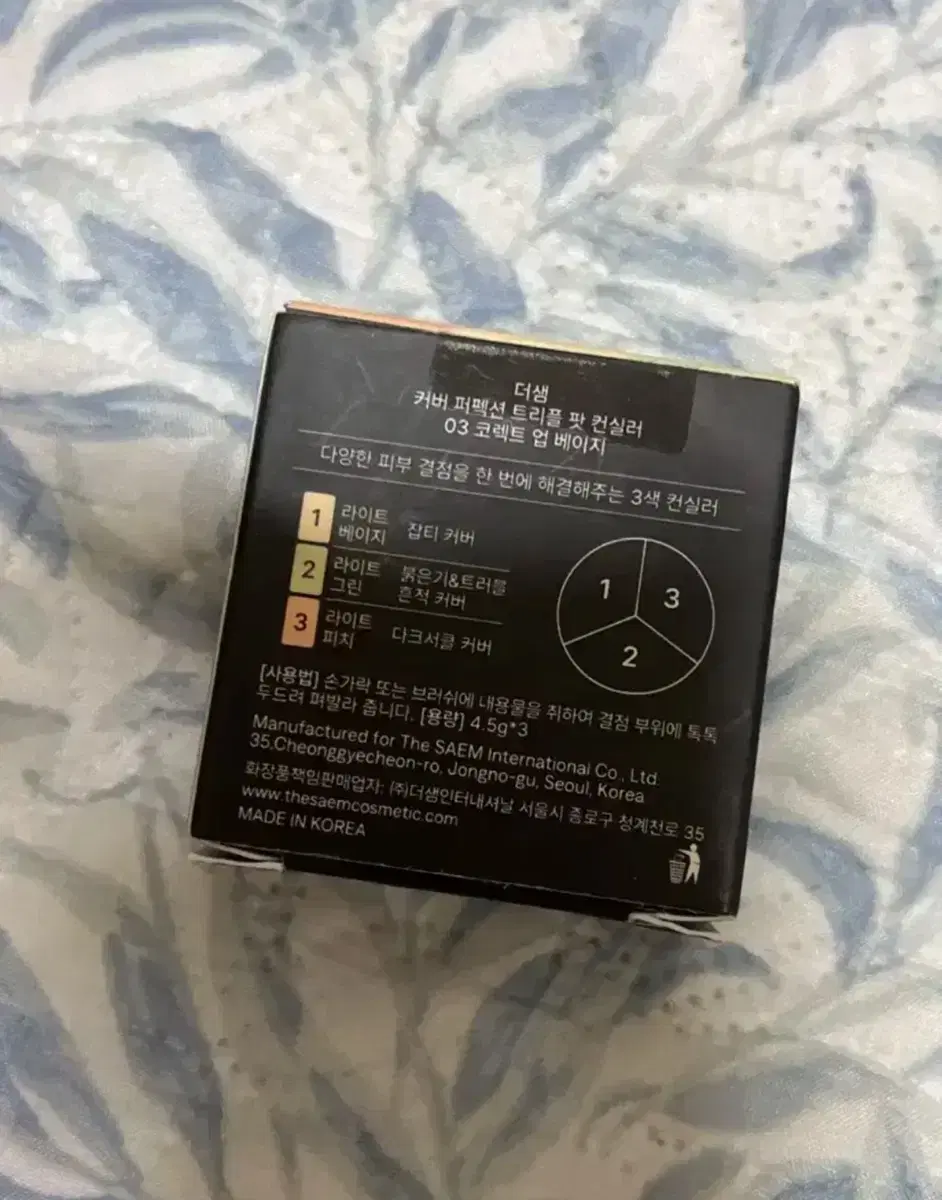 더샘
커버 퍼펙션 트리플 팟 컨실러
03 코렉트 업 베이지
다양한 피부 결점을 한 번에 해결해주는 3색 컨실러
1 라이트 베이지 잡티 커버
2 라이트 그린 붉은기&트러블 흔적 커버
3 라이트 피치 다크서클 커버
1
3
2
[사용법] 손가락 또는 브러쉬에 내용물을 취하여 결점 부위에 톡톡
두드려 펴발라 줍니다. [용량] 4.5g*3
Manufactured for The SAEM International Co., Ltd.
35.Cheonggyecheon-ro, Jongno-gu, Seoul, Korea
화장품책임판매업자: ㈜더샘인터내셔날 서울시 종로구 청계천로 35
www.thesaemcosmetic.com
MADE IN KOREA